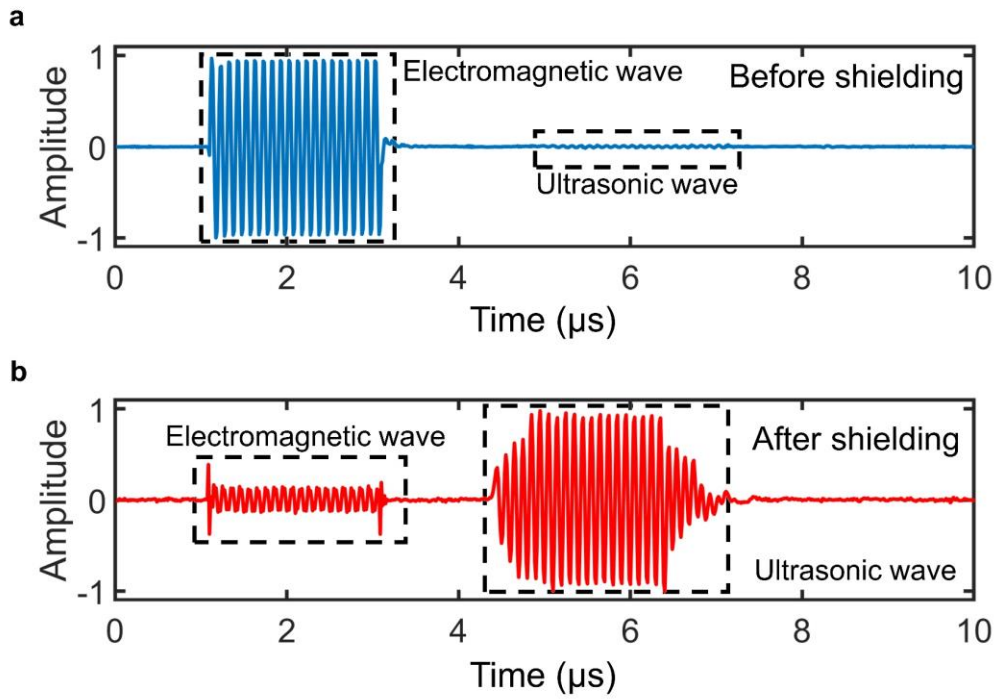 a
1
Electromagnetic wave
Before shielding
Amplitude
0
Ultrasonic wave
-1
0 2 4 6 8 10
Time (μs)
b
1
Electromagnetic wave
After shielding
Amplitude
0
Ultrasonic wave
-1
0 2 4 6 8 10
Time (μs)